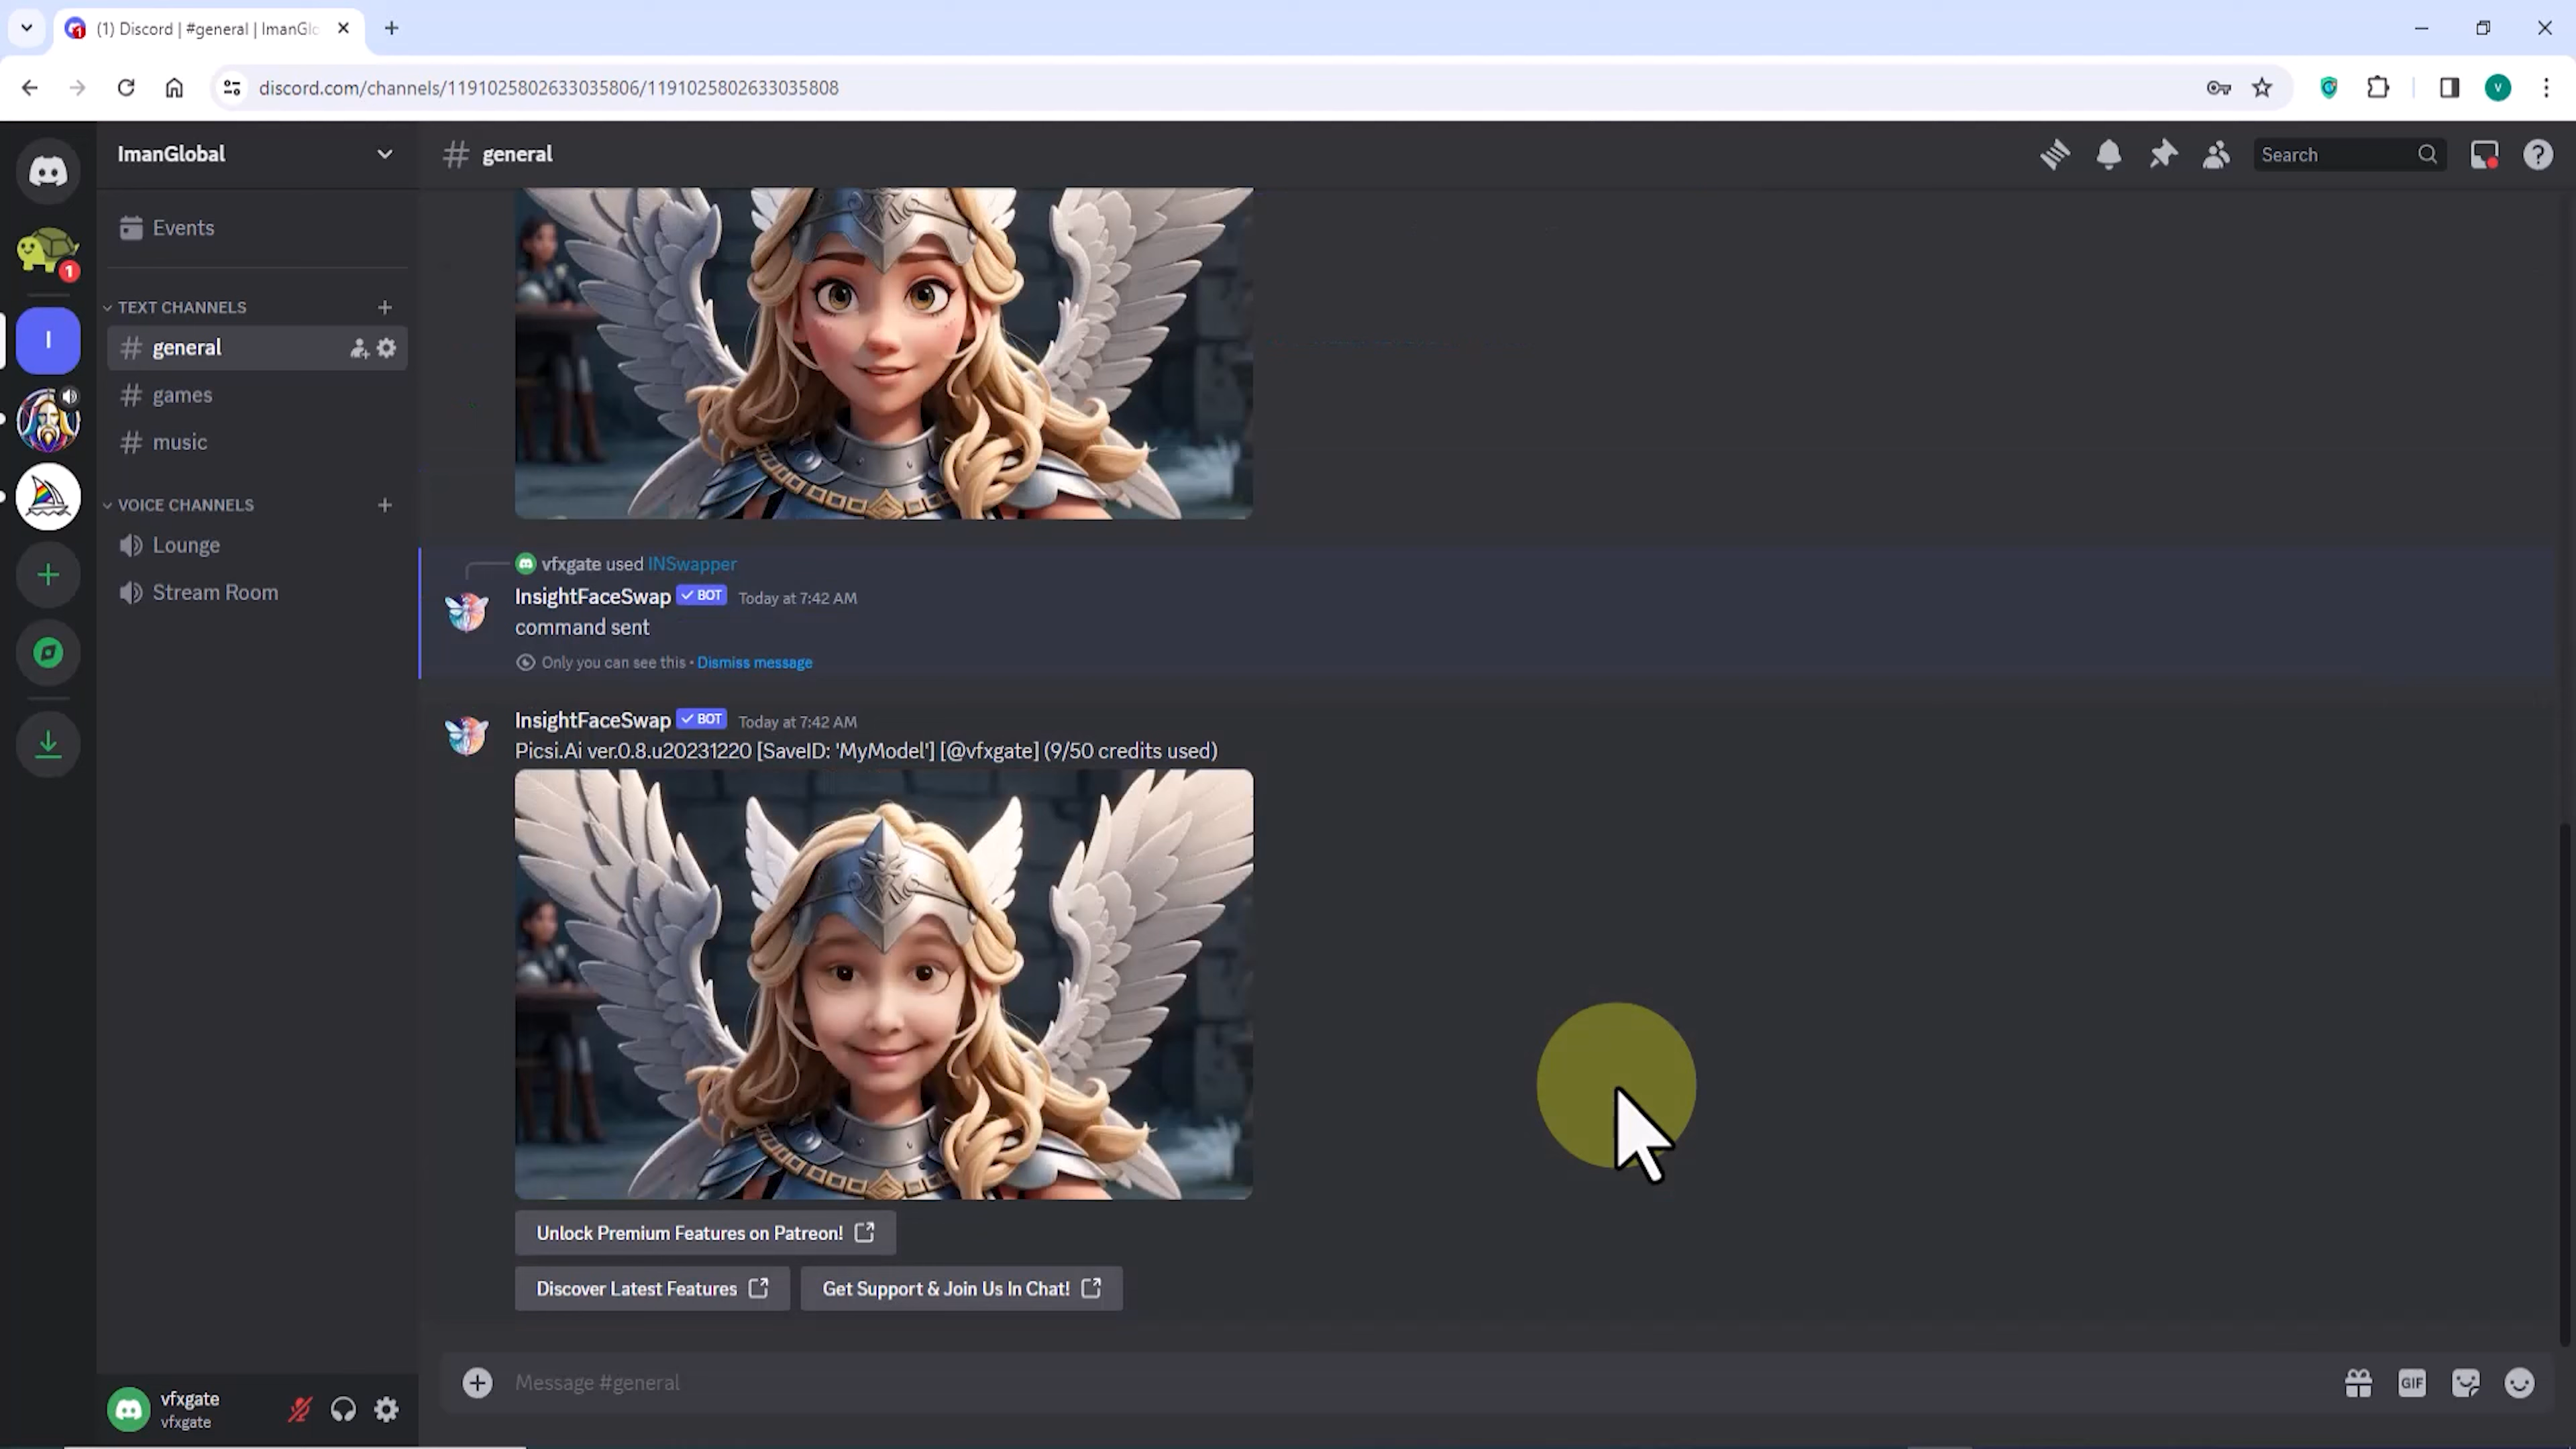 (1) Discord | #general | ImanGlo
discord.com/channels/1191025802633035806/1191025802633035808
V
ImanGlobal
general
Search
Events
1
TEXT CHANNELS
I
general
games
music
VOICE CHANNELS
Lounge
Stream Room
vfxgate used INSwapper
InsightFaceSwap BOT Today at 7:42 AM
command sent
Only you can see this • Dismiss message
InsightFaceSwap BOT Today at 7:42 AM
Picsi.Ai ver.0.8.u20231220 [SaveID: 'MyModel'] [@vfxgate] (9/50 credits used)
Unlock Premium Features on Patreon!
Discover Latest Features
Get Support & Join Us In Chat!
Message #general
GIF
vfxgate
vfxgate